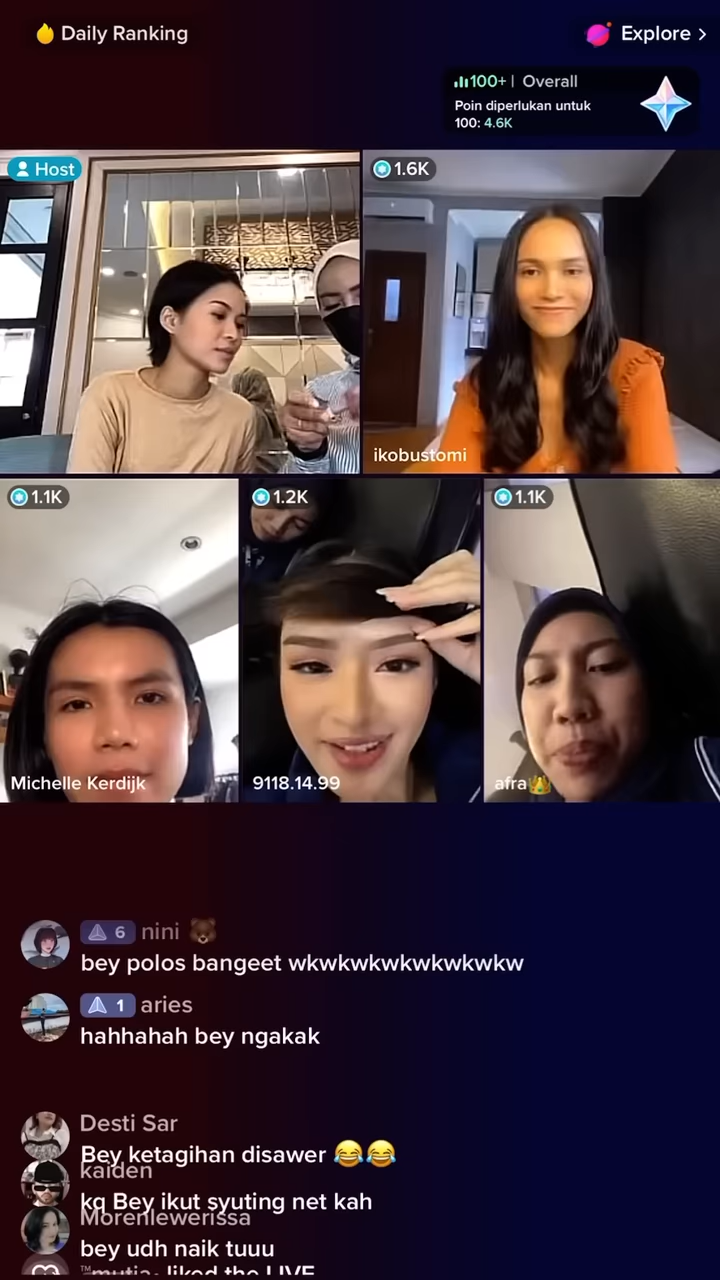 Daily Ranking
Explore >
100+ | Overall
Poin diperlukan untuk
100: 4.6K
Host
1.6K
ikobustomi
1.1K
1.2K
1.1K
Michelle Kerdijk
9118.14.99
afra
6 nini
bey polos bangeet wkwkwkwkwkwkwkw
1 aries
hahhahah bey ngakak
Desti Sar
Bey ketagihan disawer 😂😂
kaiden
kq Bey ikut syuting net kah
Morenlewerissa
bey udh naik tuuu
liked the LIVE